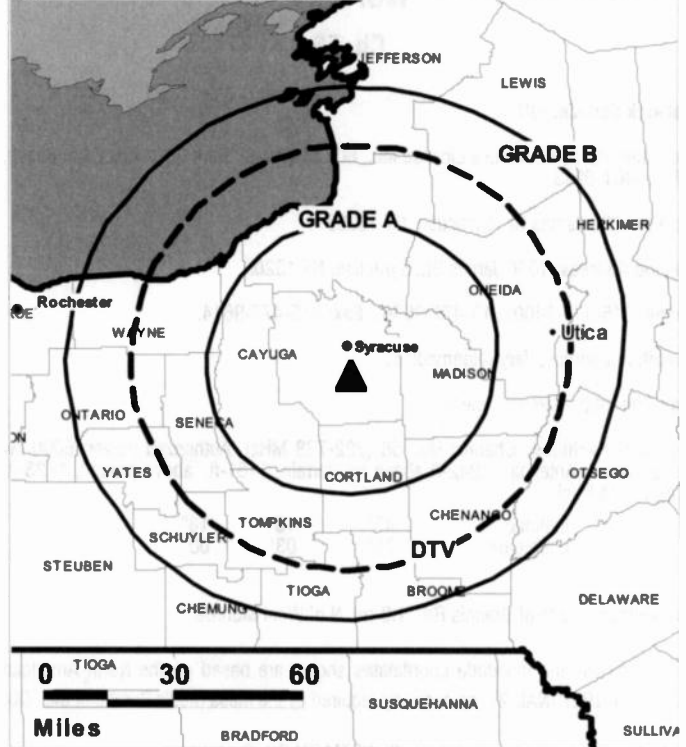 JEFFERSON
LEWIS
GRADE B
GRADE A
HERKIMER
ONEIDA
Rochester
WAYNE
Utica
Syracuse
CAYUGA
MADISON
ONTARIO
SENECA
YATES
CORTLAND
OTSEGO
CHENANGO
TOMPKINS
SCHUYLER
DTV
STEUBEN
TIOGA
BROOME
DELAWARE
CHEMUNG
TIOGA
0 30 60
Miles
SUSQUEHANNA
BRADFORD
SULLIVA